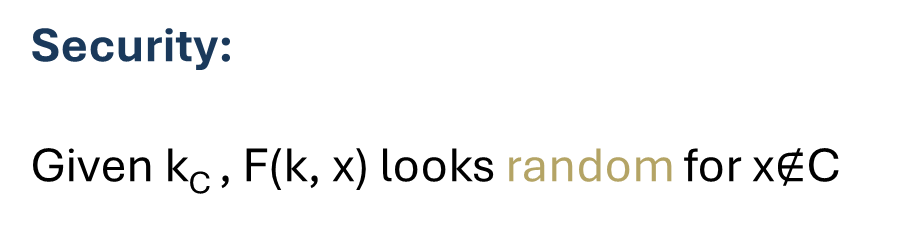 Security:
Given k_C , F(k, x) looks random for x∉C